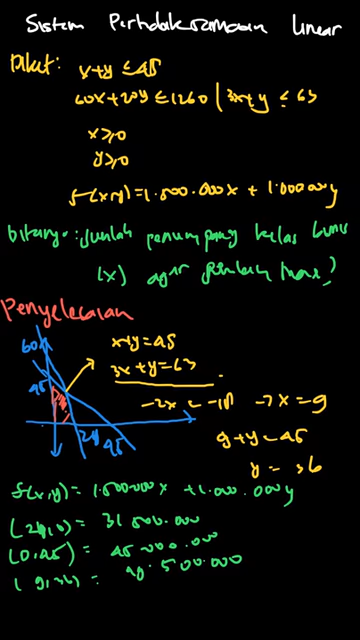 Sistem Pertidaksamaan Linear
Diket: x+y ≤ 45
60x+20y ≤ 1260 | 3x+y ≤ 63
x≥0
y≥0
f(x,y) = 1.500.000x + 1.000.000y
Ditanya: Jumlah penumpang kelas bisnis
(x) agar jumlah max?
Penyelesaian
x+y=45
3x+y=63
-2x = -18 → x=9
9+y=45
y=36
60
45
21 45
f(x,y) = 1.500.000x + 1.000.000y
(21,0) = 31.500.000
(0,45) = 45.000.000
(9,36) = 49.500.000